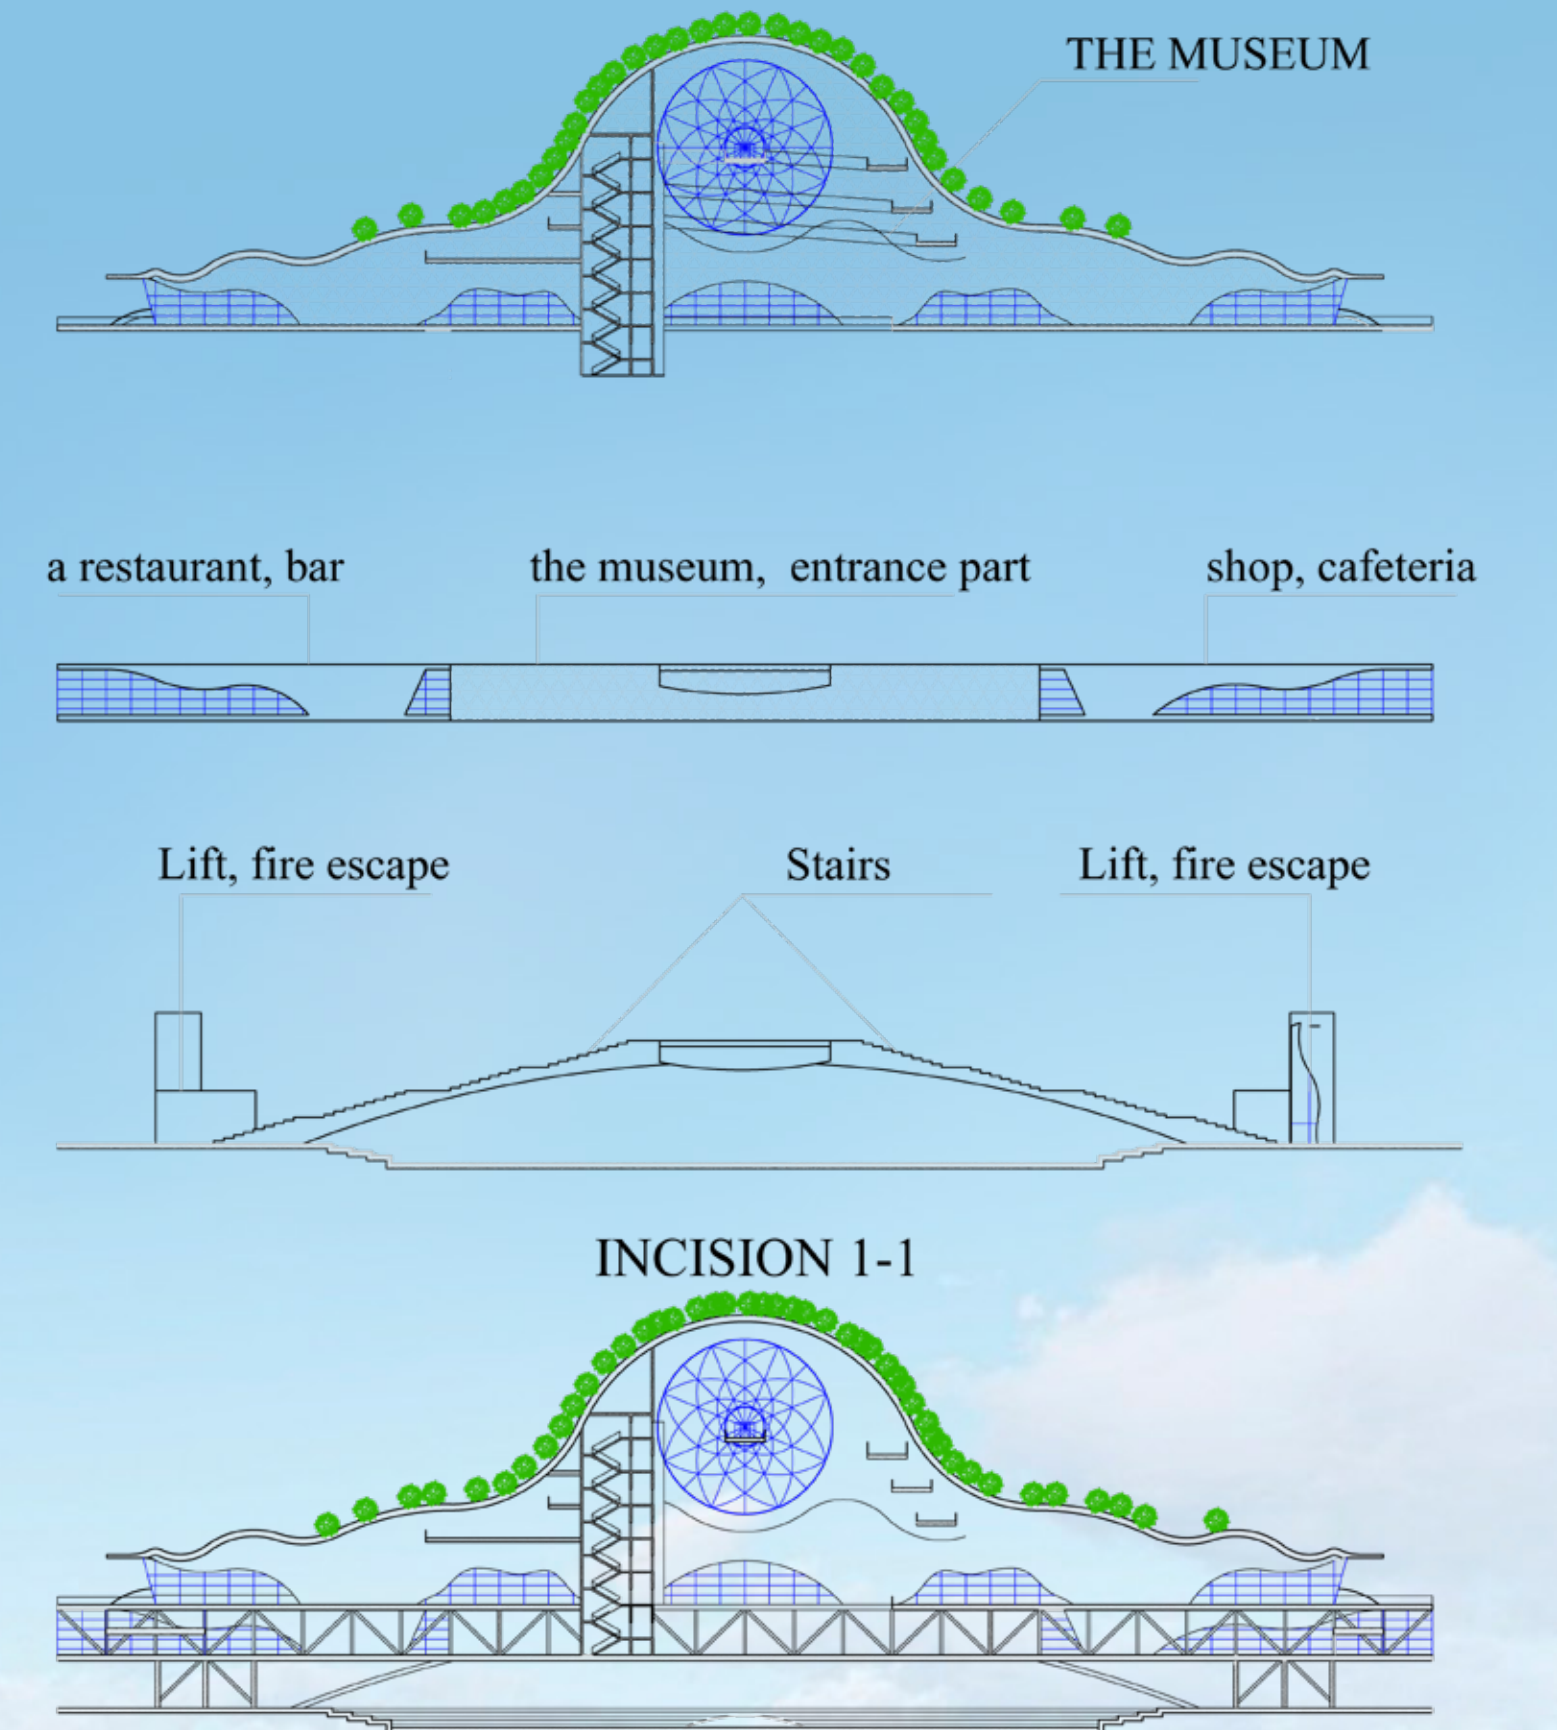 THE MUSEUM
a restaurant, bar
the museum, entrance part
shop, cafeteria
Lift, fire escape
Stairs
Lift, fire escape
INCISION 1-1